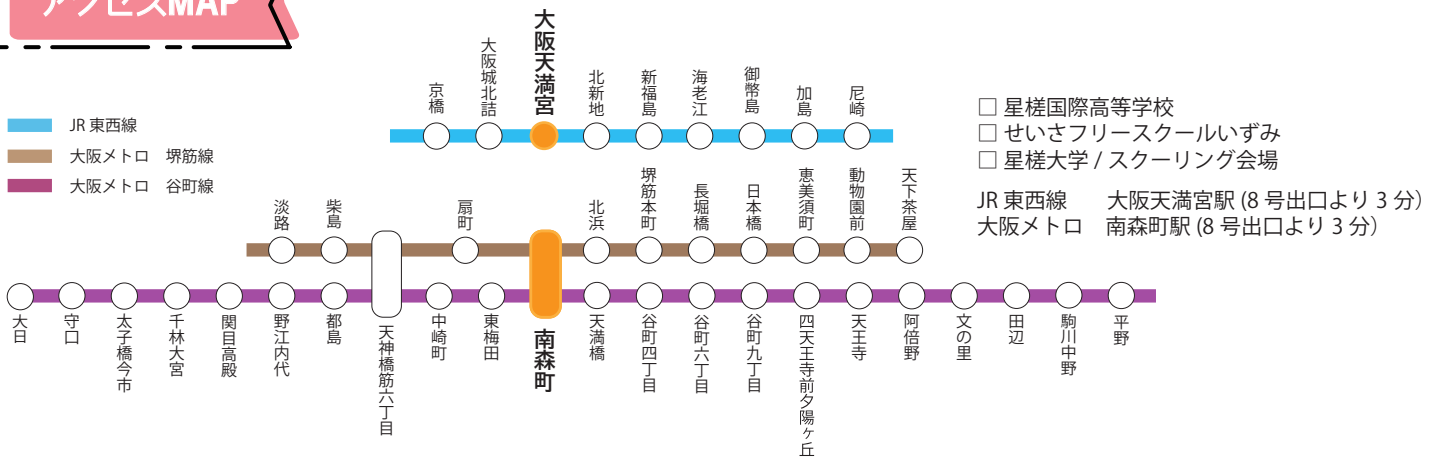 アクセスMAP
JR 東西線
大阪メトロ　堺筋線
大阪メトロ　谷町線
京橋
大阪城北詰
大阪天満宮
北新地
新福島
海老江
御幣島
加島
尼崎
淡路
柴島
扇町
北浜
堺筋本町
長堀橋
日本橋
恵美須町
動物園前
天下茶屋
大日
守口
太子橋今市
千林大宮
関目高殿
野江内代
都島
天神橋筋六丁目
中崎町
東梅田
南森町
天満橋
谷町四丁目
谷町六丁目
谷町九丁目
四天王寺前夕陽ヶ丘
天王寺
阿倍野
文の里
田辺
駒川中野
平野
□ 星槎国際高等学校
□ せいさフリースクールいずみ
□ 星槎大学 / スクーリング会場
JR 東西線　　大阪天満宮駅 (8 号出口より 3 分)
大阪メトロ　南森町駅 (8 号出口より 3 分)